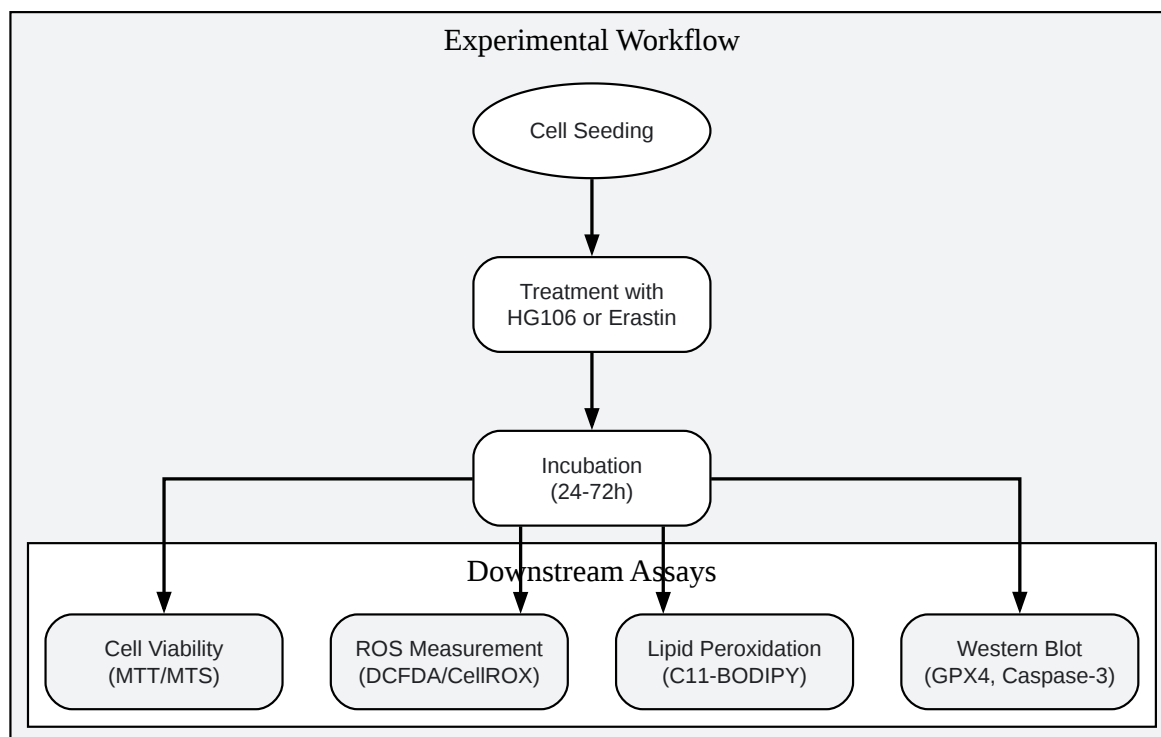 Experimental Workflow
Cell Seeding
Treatment with
HG106 or Erastin
Incubation
(24-72h)
Downstream Assays
Cell Viability
(MTT/MTS)
ROS Measurement
(DCFDA/CellROX)
Lipid Peroxidation
(C11-BODIPY)
Western Blot
(GPX4, Caspase-3)